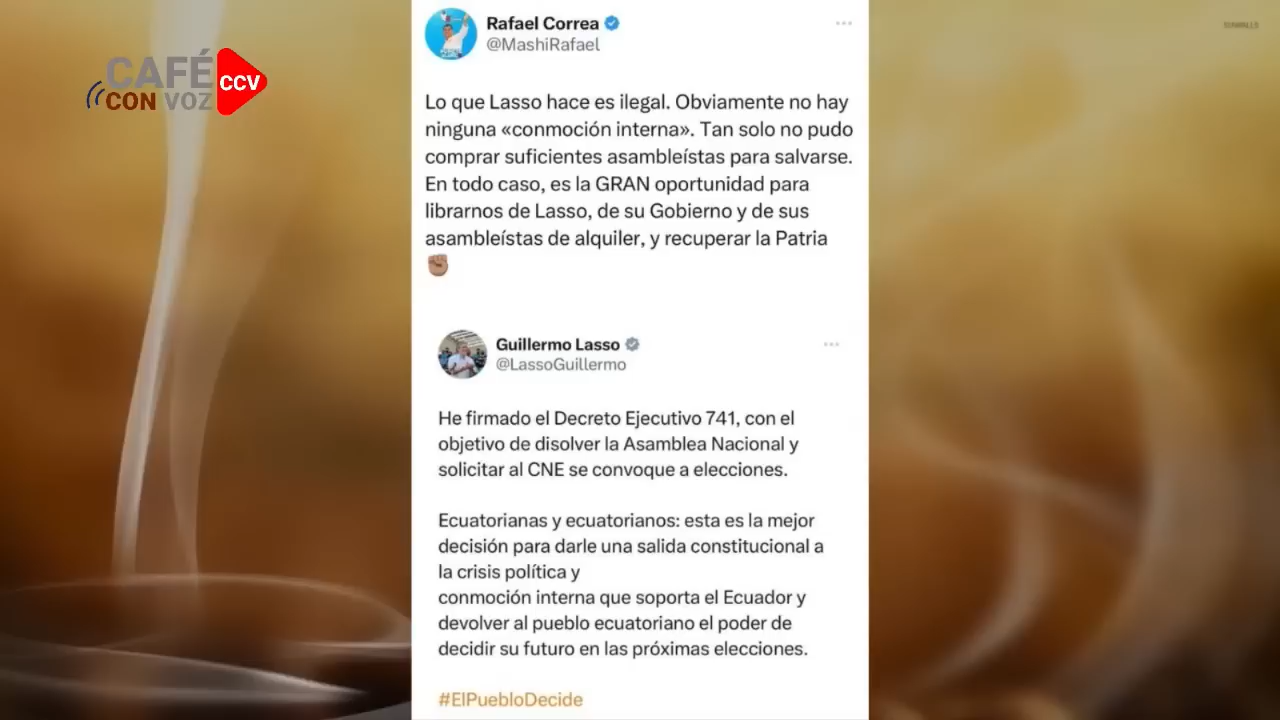 CAFÉ
CON VOZ
CCV
Rafael Correa
@MashiRafael
Lo que Lasso hace es ilegal. Obviamente no hay
ninguna «conmoción interna». Tan solo no pudo
comprar suficientes asambleístas para salvarse.
En todo caso, es la GRAN oportunidad para
librarnos de Lasso, de su Gobierno y de sus
asambleístas de alquiler, y recuperar la Patria
Guillermo Lasso
@LassoGuillermo
He firmado el Decreto Ejecutivo 741, con el
objetivo de disolver la Asamblea Nacional y
solicitar al CNE se convoque a elecciones.
Ecuatorianas y ecuatorianos: esta es la mejor
decisión para darle una salida constitucional a
la crisis política y
conmoción interna que soporta el Ecuador y
devolver al pueblo ecuatoriano el poder de
decidir su futuro en las próximas elecciones.
#ElPuebloDecide